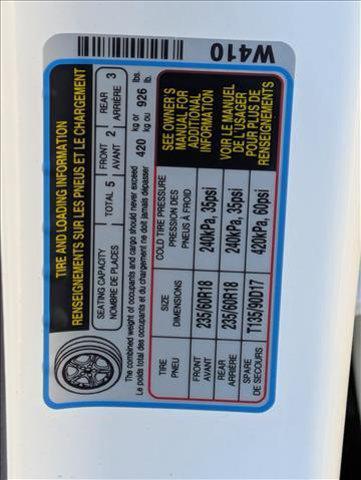 TIRE AND LOADING INFORMATION
RENSEIGNEMENTS SUR LES PNEUS ET LE CHARGEMENT
SEATING CAPACITY
NOMBRE DE PLACES
TOTAL 5
FRONT
AVANT
2
REAR
ARRIÈRE
3
The combined weight of occupants and cargo should never exceed
Le poids total des occupants et du chargement ne doit jamais dépasser
420 kg or
kg ou
926 lbs.
lb.
TIRE
PNEU
SIZE
DIMENSIONS
COLD TIRE PRESSURE
PRESSION DES
PNEUS À FROID
FRONT
AVANT
235/60R18
240kPa, 35psi
REAR
ARRIÈRE
235/60R18
240kPa, 35psi
SPARE
DE SECOURS
T135/90D17
420kPa, 60psi
SEE OWNER'S
MANUAL FOR
ADDITIONAL
INFORMATION
VOIR LE MANUEL
DE L'USAGER
POUR PLUS DE
RENSEIGNEMENTS
W410